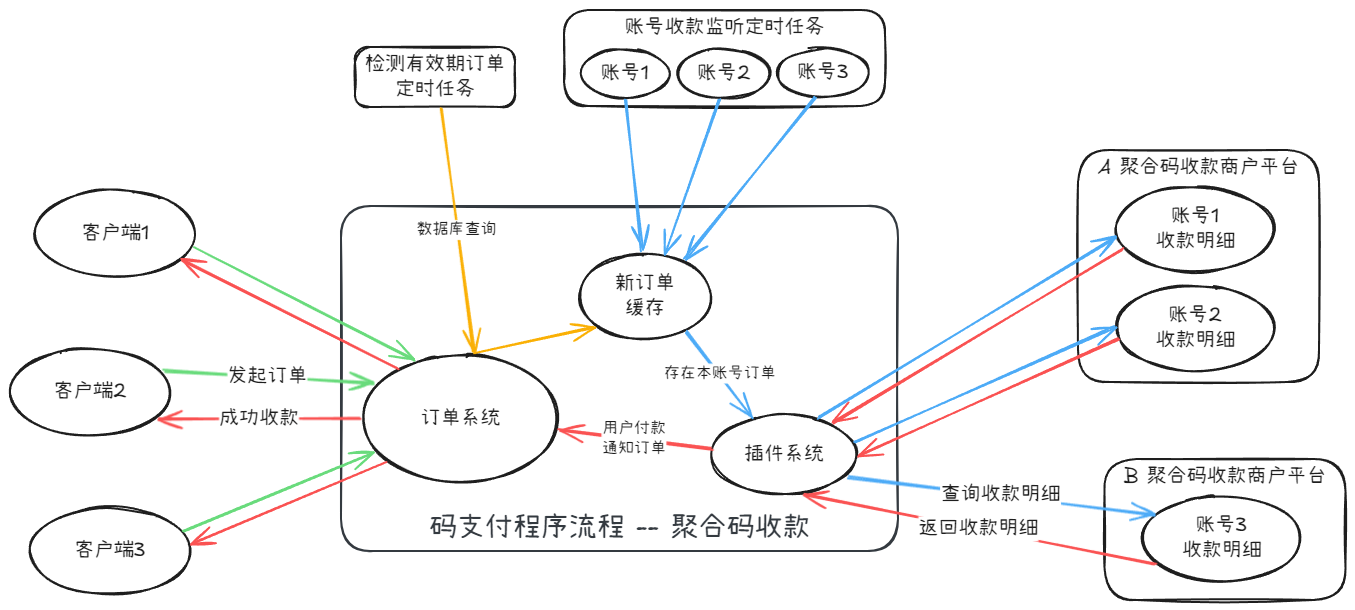 账号收款监听定时任务
账号1
账号2
账号3
检测有效期订单
定时任务
A 聚合码收款商户平台
账号1
收款明细
账号2
收款明细
客户端1
数据库查询
新订单
缓存
存在本账号订单
客户端2
发起订单
成功收款
订单系统
用户付款
通知订单
插件系统
B 聚合码收款商户平台
查询收款明细
返回收款明细
账号3
收款明细
客户端3
码支付程序流程 -- 聚合码收款